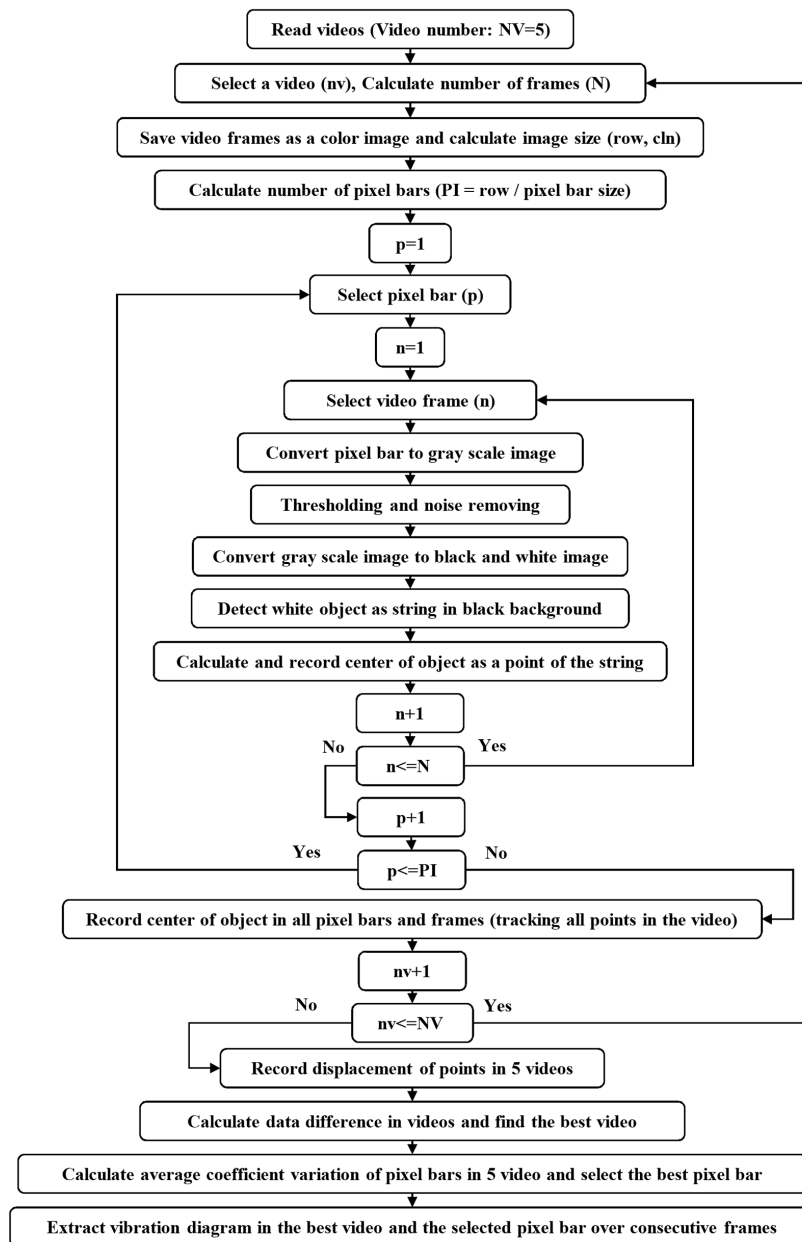 Read videos (Video number: NV=5)
Select a video (nv), Calculate number of frames (N)
Save video frames as a color image and calculate image size (row, cln)
Calculate number of pixel bars (PI = row / pixel bar size)
p=1
Select pixel bar (p)
n=1
Select video frame (n)
Convert pixel bar to gray scale image
Thresholding and noise removing
Convert gray scale image to black and white image
Detect white object as string in black background
Calculate and record center of object as a point of the string
n+1
No
Yes
n<=N
p+1
Yes
No
p<=PI
Record center of object in all pixel bars and frames (tracking all points in the video)
nv+1
No
Yes
nv<=NV
Record displacement of points in 5 videos
Calculate data difference in videos and find the best video
Calculate average coefficient variation of pixel bars in 5 video and select the best pixel bar
Extract vibration diagram in the best video and the selected pixel bar over consecutive frames